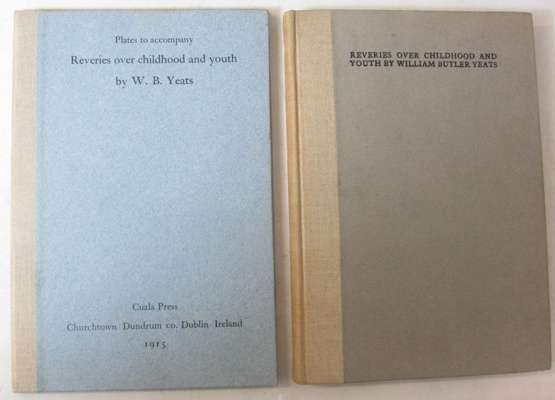 Plates to accompany
Reveries over childhood and youth
by W. B. Yeats
Cuala Press
Churchtown Dundrum co. Dublin Ireland
1915
REVERIES OVER CHILDHOOD AND
YOUTH BY WILLIAM BUTLER YEATS